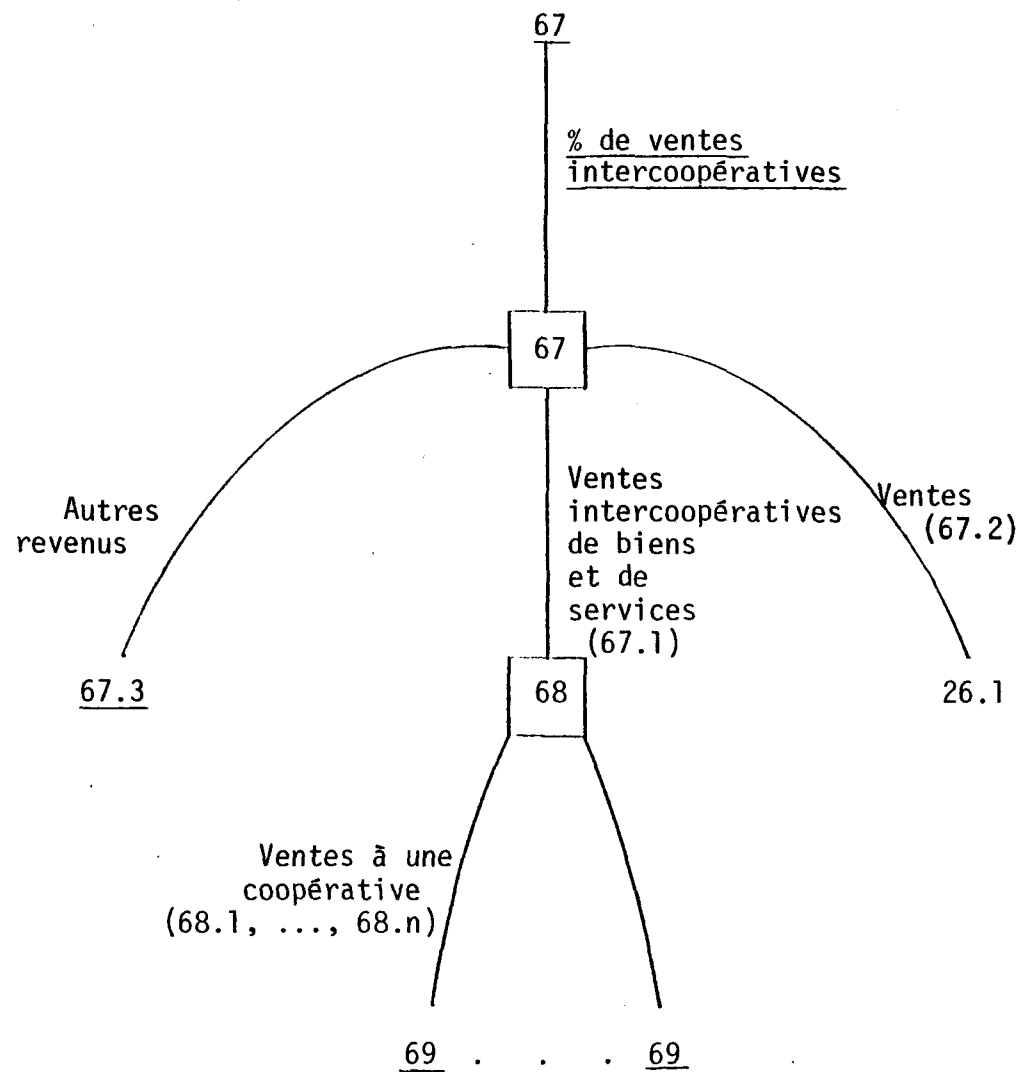 67
% de ventes
intercoopératives
67
Autres
revenus
Ventes
intercoopératives
de biens
et de
services
(67.1)
Ventes
(67.2)
67.3
68
26.1
Ventes à une
coopérative
(68.1, ..., 68.n)
69 . . . 69